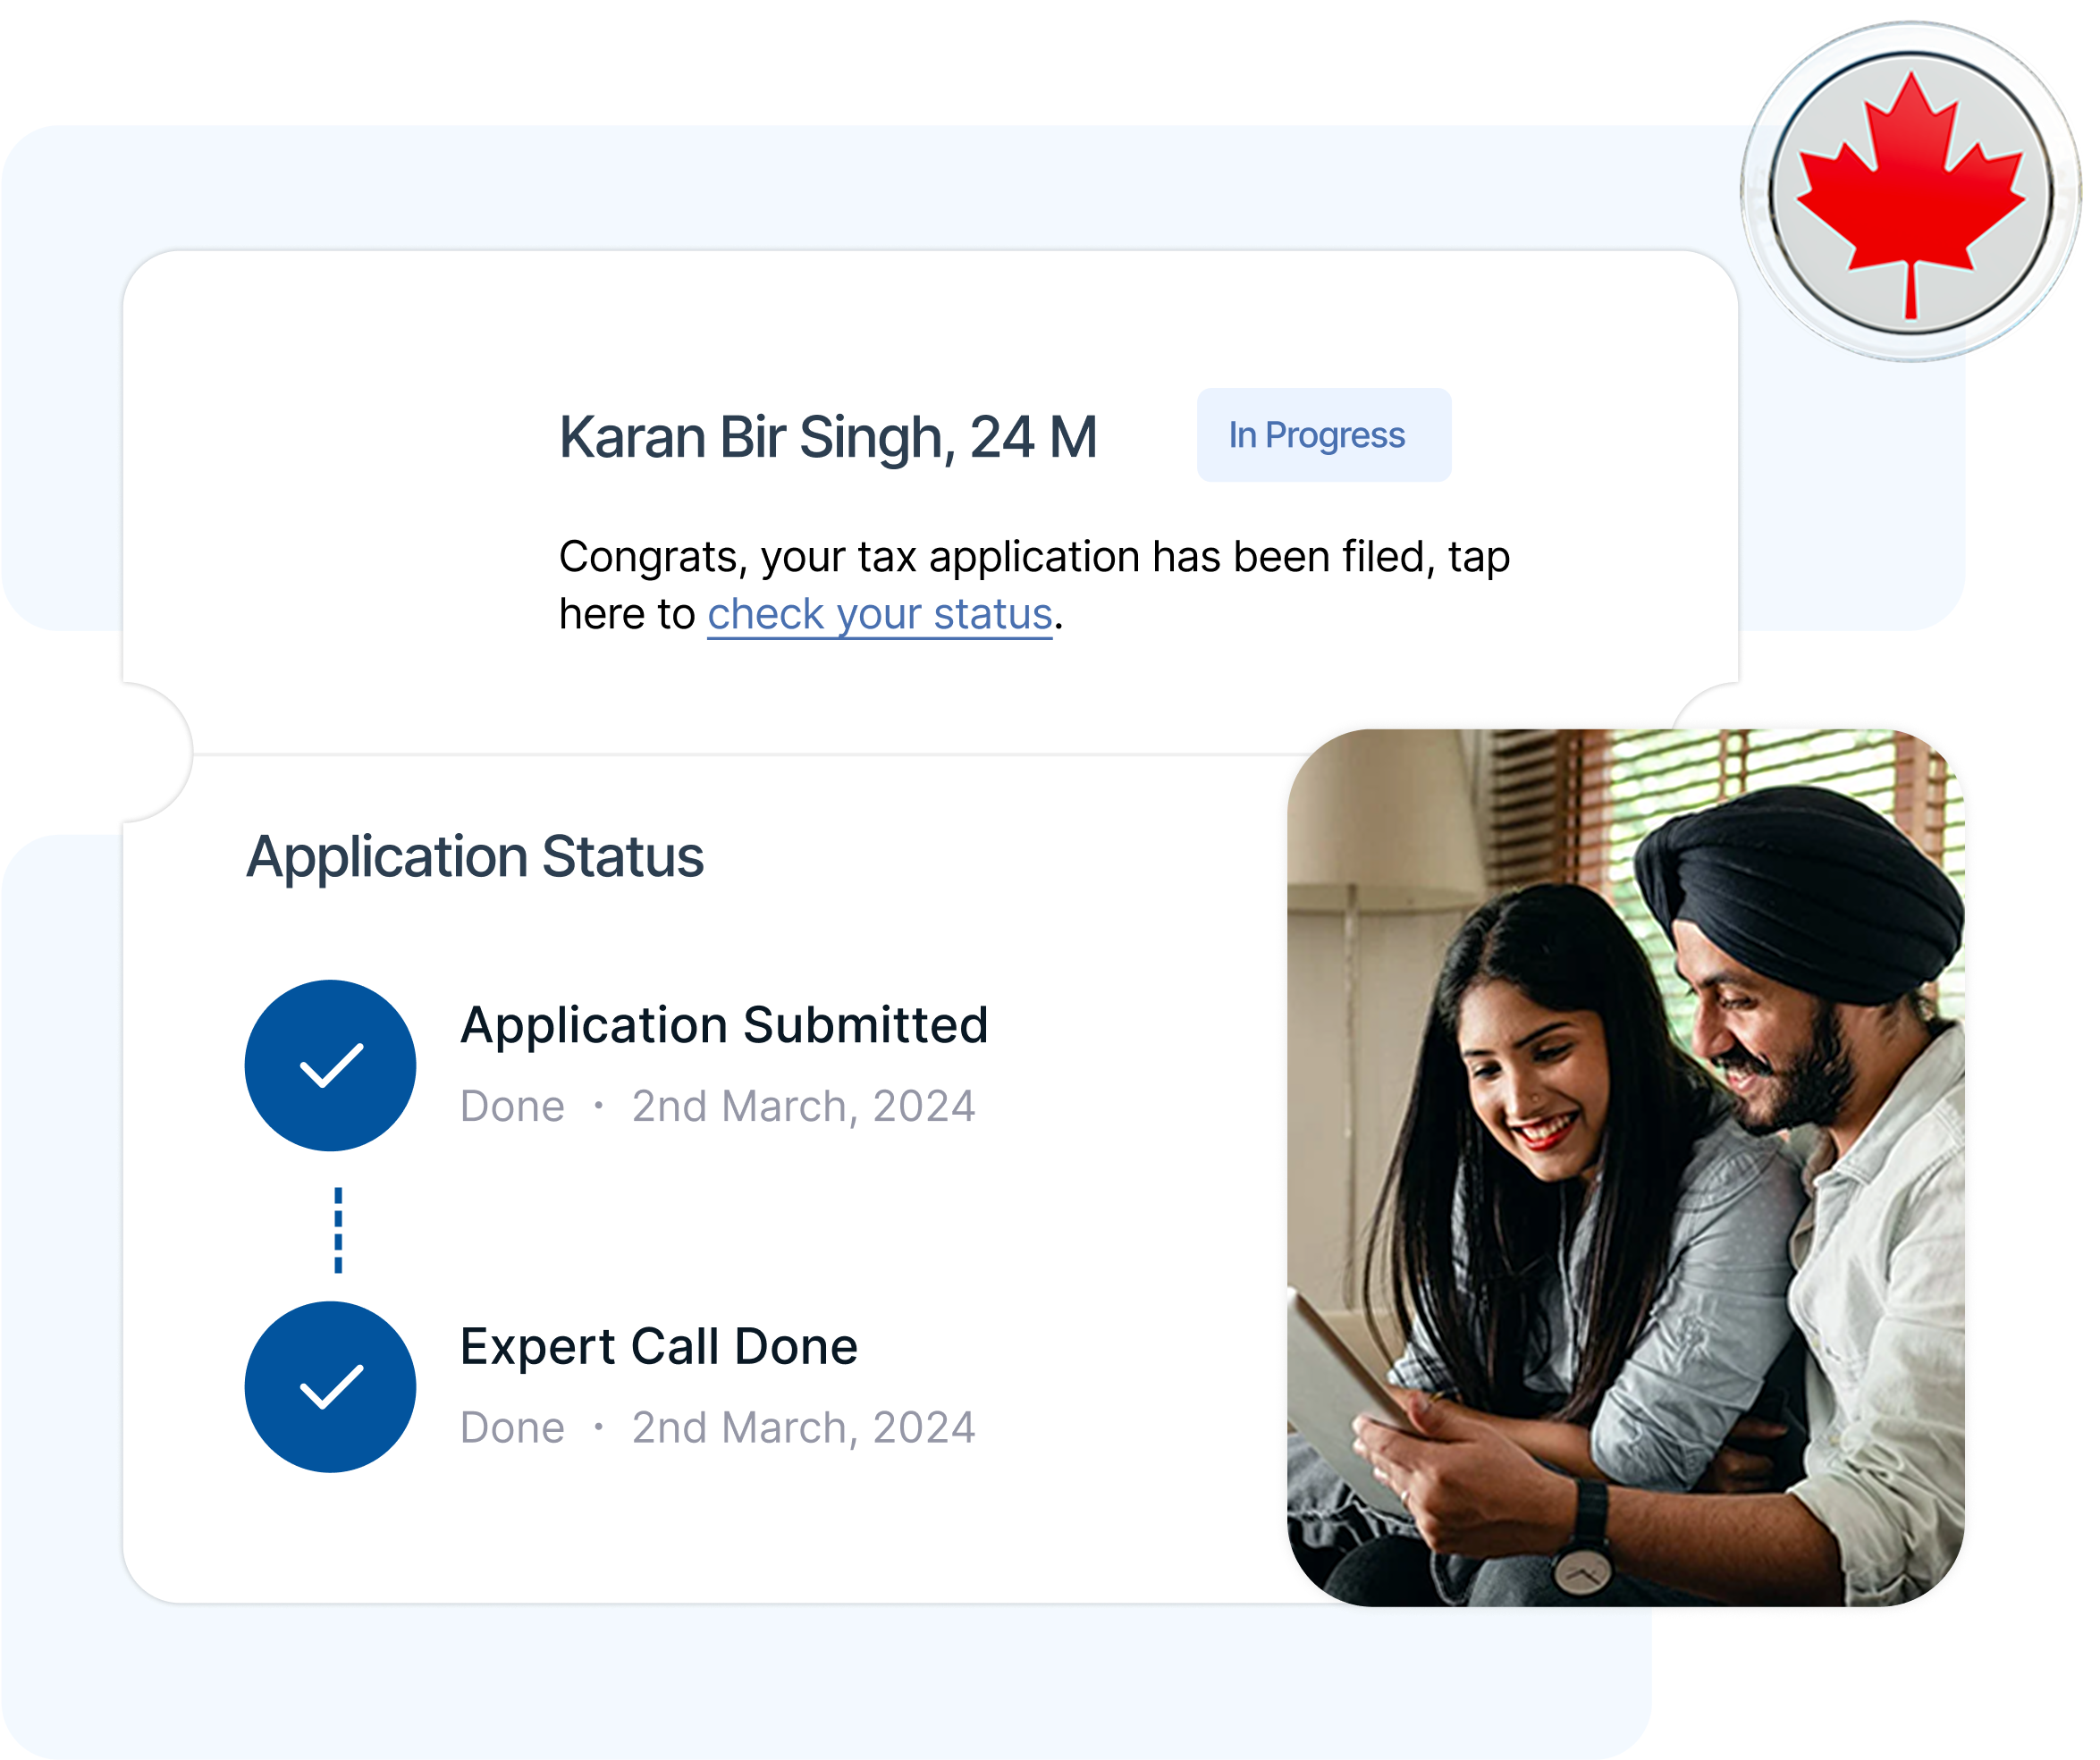 Karan Bir Singh, 24 M
In Progress
Congrats, your tax application has been filed, tap
here to check your status.
Application Status
Application Submitted
Done • 2nd March, 2024
Expert Call Done
Done • 2nd March, 2024